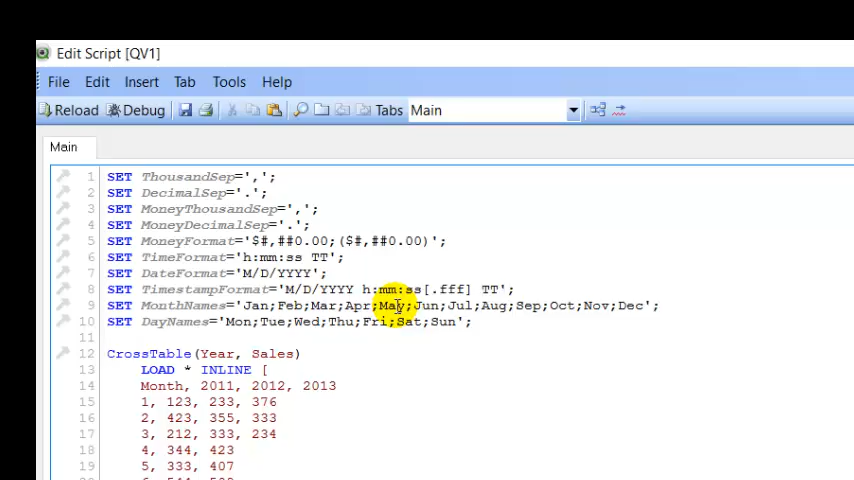 Edit Script [QV1]
File Edit Insert Tab Tools Help
Reload Debug Tabs Main
Main
1 SET ThousandSep=',';
2 SET DecimalSep='.';
3 SET MoneyThousandSep=',';
4 SET MoneyDecimalSep='.';
5 SET MoneyFormat='$#,##0.00;($#,##0.00)';
6 SET TimeFormat='h:mm:ss TT';
7 SET DateFormat='M/D/YYYY';
8 SET TimestampFormat='M/D/YYYY h:mm:ss[.fff] TT';
9 SET MonthNames='Jan;Feb;Mar;Apr;May;Jun;Jul;Aug;Sep;Oct;Nov;Dec';
10 SET DayNames='Mon;Tue;Wed;Thu;Fri;Sat;Sun';
11
12 CrossTable(Year, Sales)
13 LOAD * INLINE [
14 Month, 2011, 2012, 2013
15 1, 123, 233, 376
16 2, 423, 355, 333
17 3, 212, 333, 234
18 4, 344, 423
19 5, 333, 407